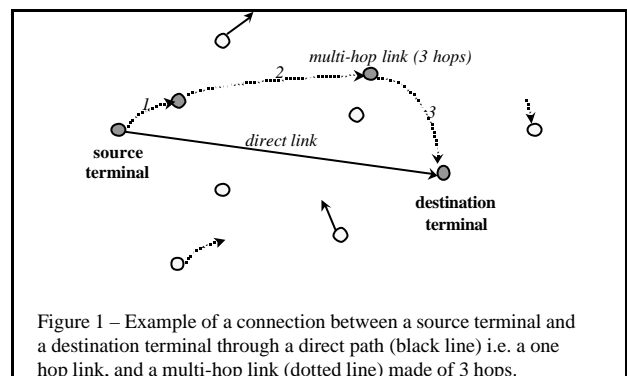 multi-hop link (3 hops)
2
1
3
direct link
source
terminal
destination
terminal
Figure 1 – Example of a connection between a source terminal and
a destination terminal through a direct path (black line) i.e. a one
hop link, and a multi-hop link (dotted line) made of 3 hops.